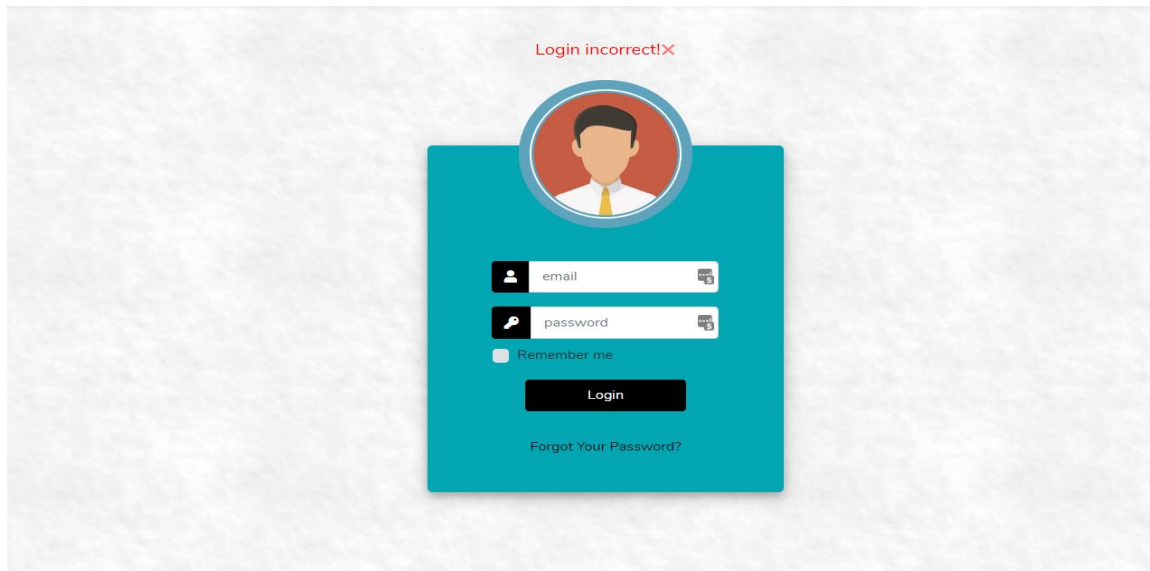 Login incorrect!×
email
password
Remember me
Login
Forgot Your Password?